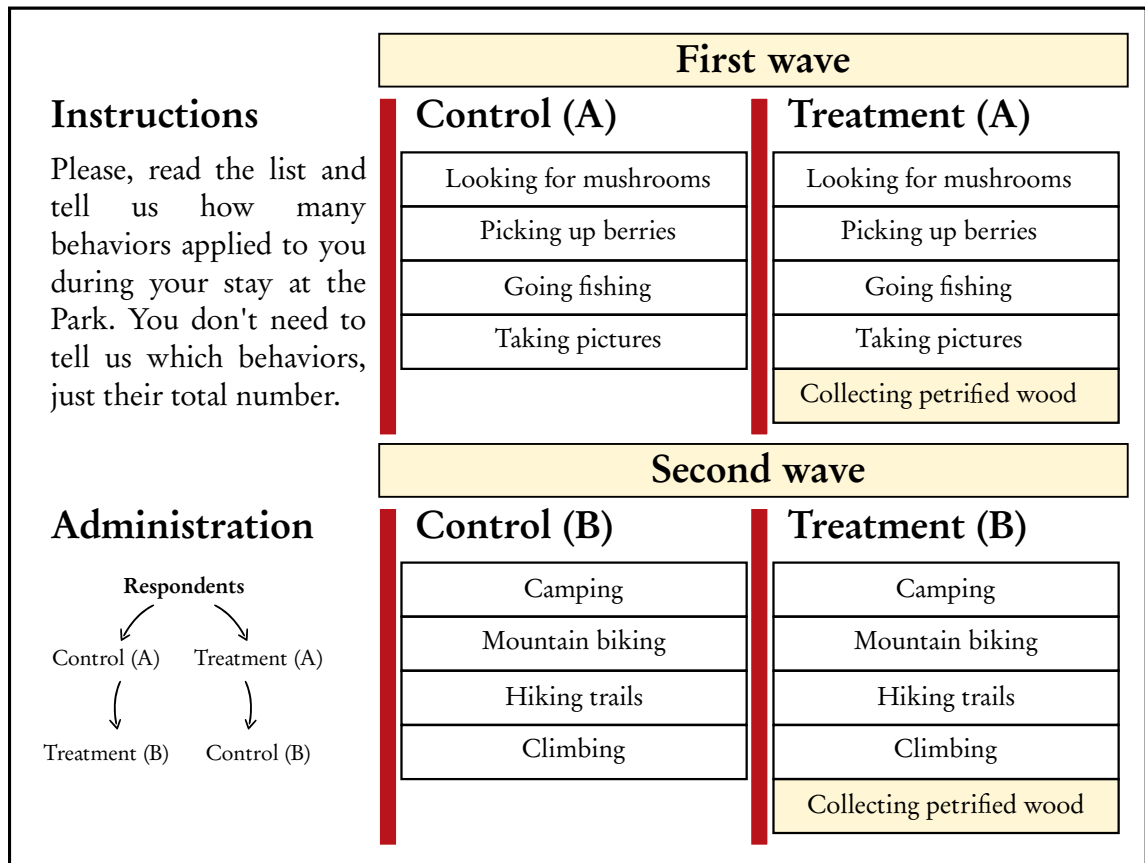 First wave
Instructions
Please, read the list and
tell us how many
behaviors applied to you
during your stay at the
Park. You don't need to
tell us which behaviors,
just their total number.
Control (A)
Looking for mushrooms
Picking up berries
Going fishing
Taking pictures
Treatment (A)
Looking for mushrooms
Picking up berries
Going fishing
Taking pictures
Collecting petrified wood
Second wave
Administration
Respondents
Control (A) Treatment (A)
Treatment (B) Control (B)
Control (B)
Camping
Mountain biking
Hiking trails
Climbing
Treatment (B)
Camping
Mountain biking
Hiking trails
Climbing
Collecting petrified wood